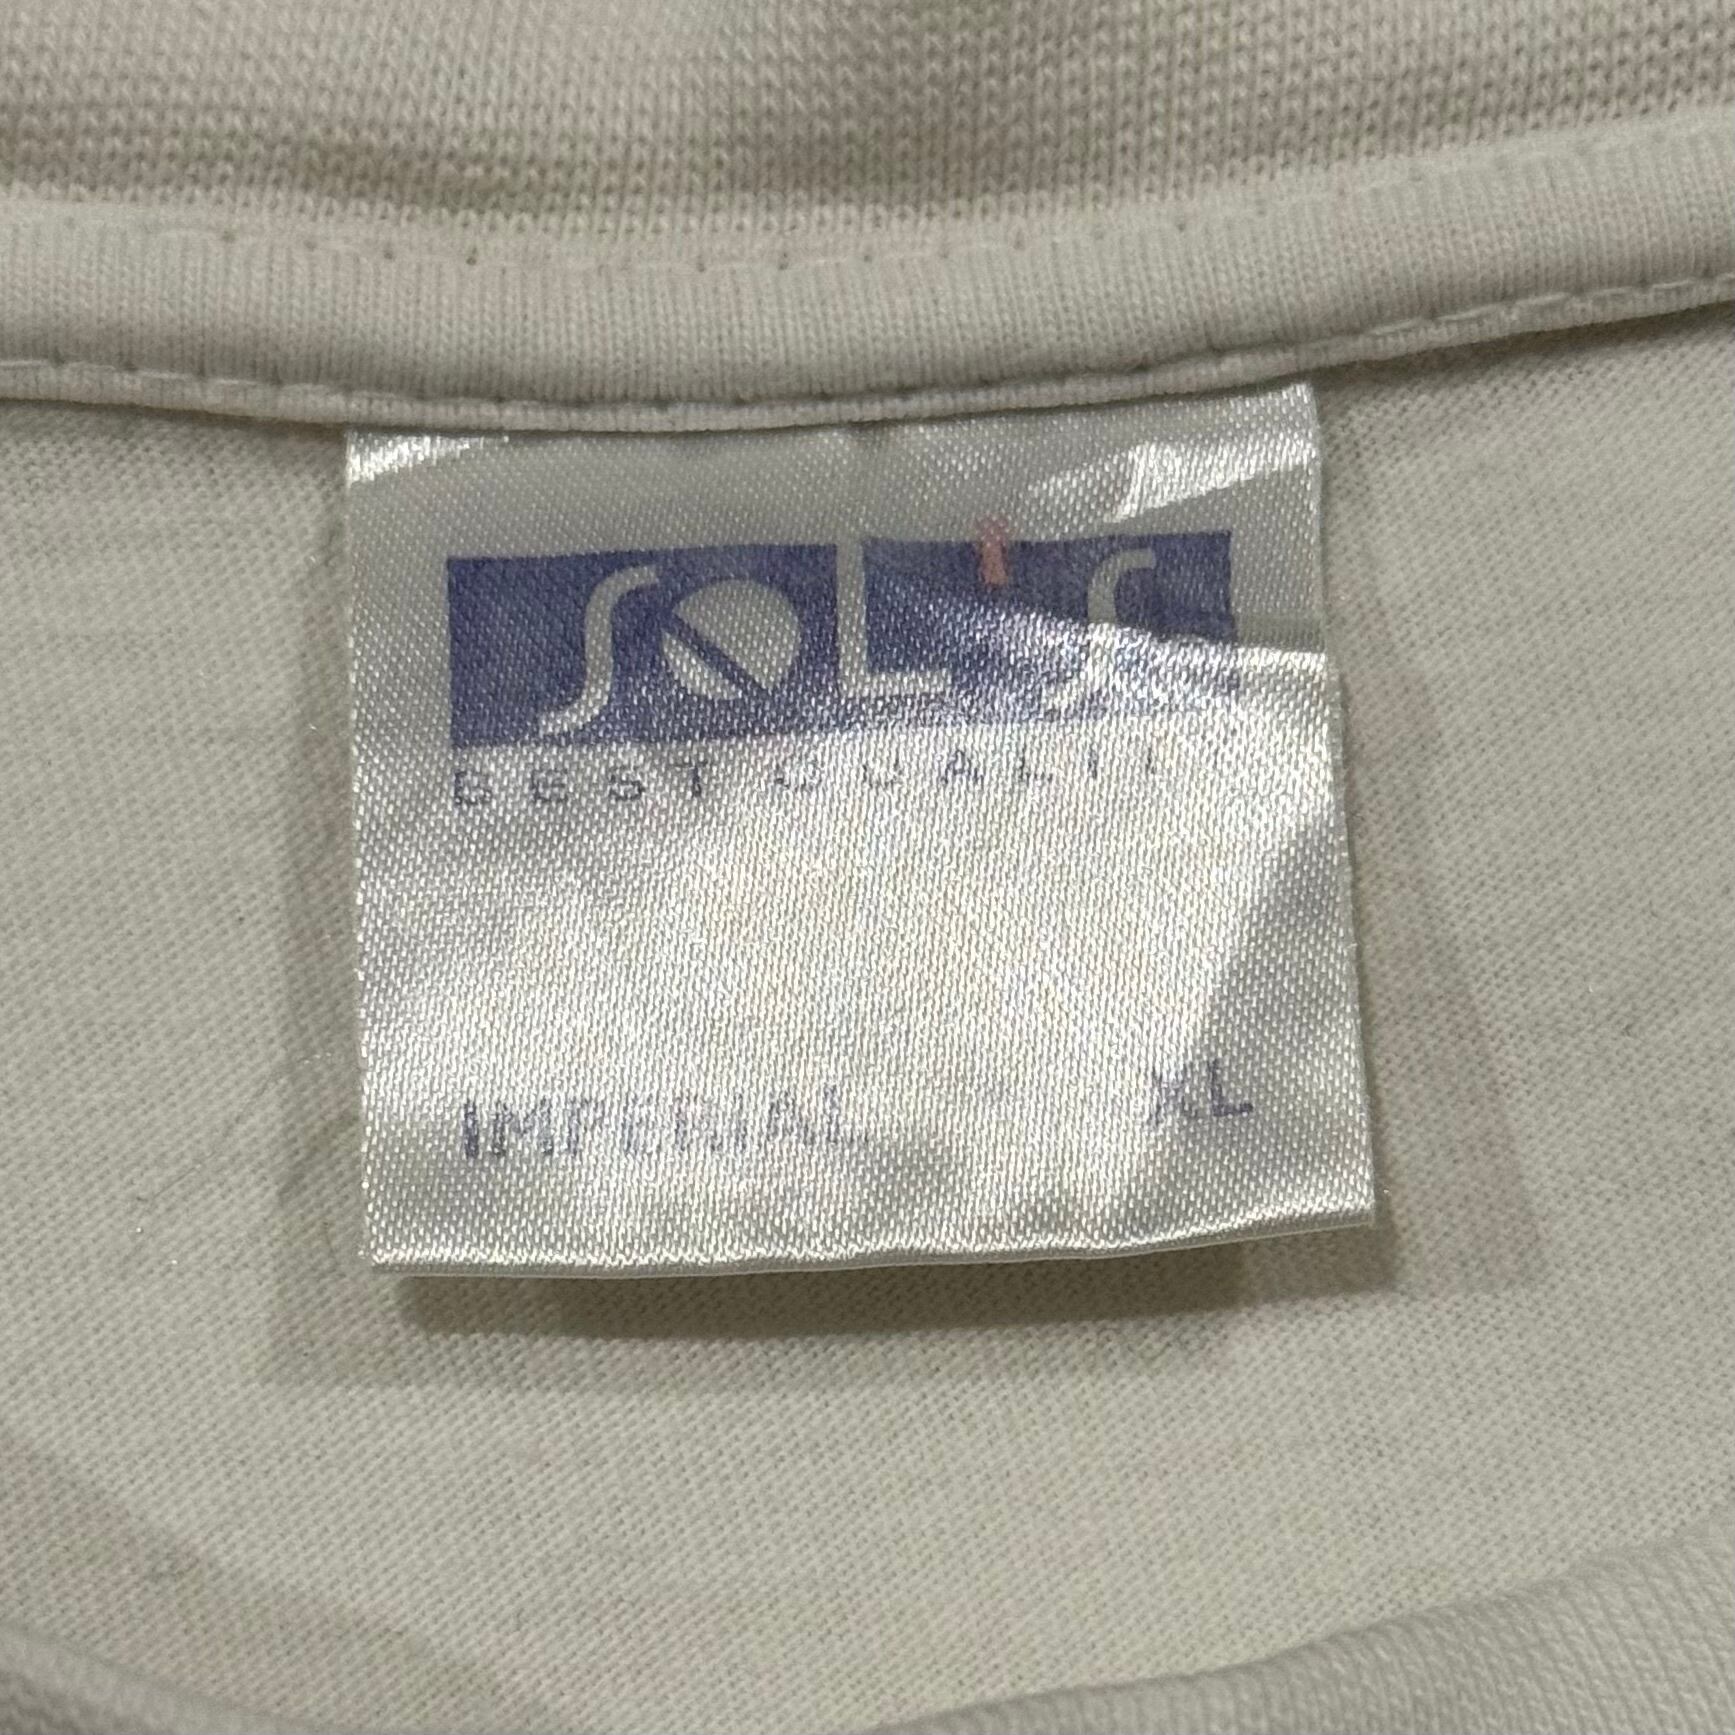 SOL'S
BEST QUALITY
IMPERIAL XL